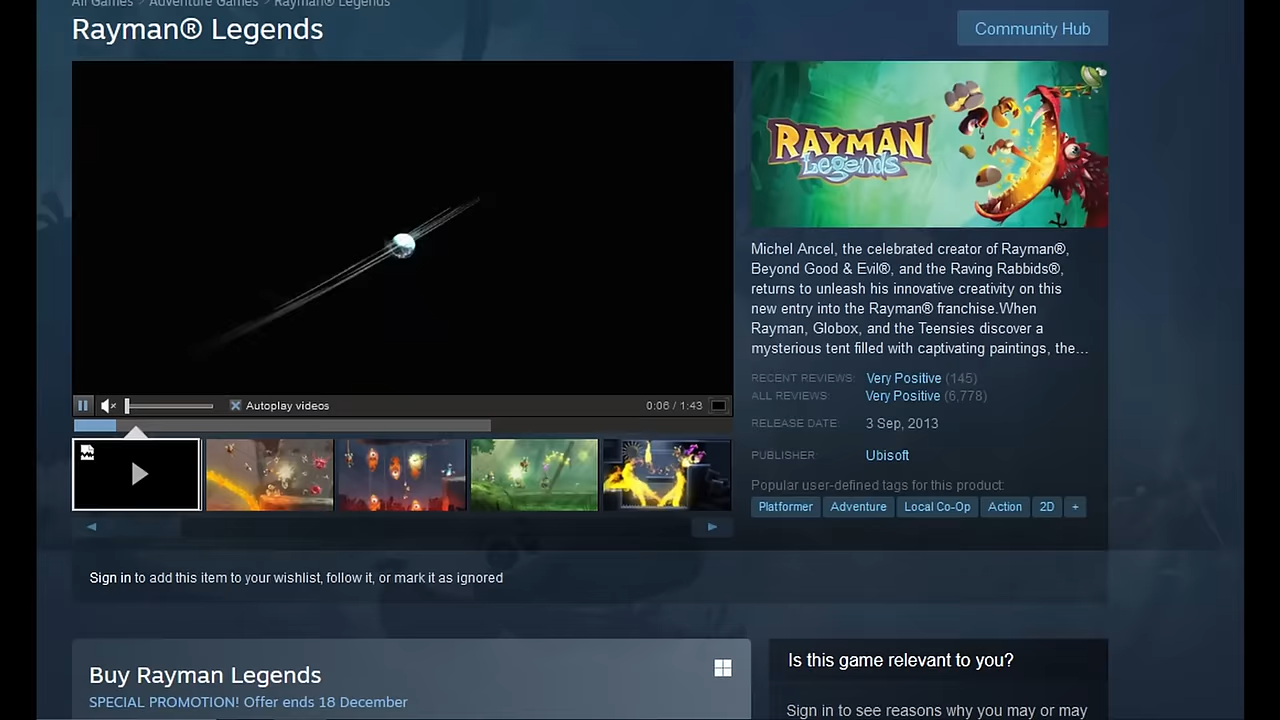 All Games > Adventure Games > Rayman® Legends
Rayman® Legends
Community Hub
RAYMAN
Legends
Michel Ancel, the celebrated creator of Rayman®,
Beyond Good & Evil®, and the Raving Rabbids®,
returns to unleash his innovative creativity on this
new entry into the Rayman® franchise.When
Rayman, Globox, and the Teensies discover a
mysterious tent filled with captivating paintings, the...
RECENT REVIEWS: Very Positive (145)
ALL REVIEWS: Very Positive (6,778)
RELEASE DATE: 3 Sep, 2013
PUBLISHER: Ubisoft
Popular user-defined tags for this product:
Platformer Adventure Local Co-Op Action 2D +
Autoplay videos 0:06 / 1:43
Sign in to add this item to your wishlist, follow it, or mark it as ignored
Buy Rayman Legends
SPECIAL PROMOTION! Offer ends 18 December
Is this game relevant to you?
Sign in to see reasons why you may or may